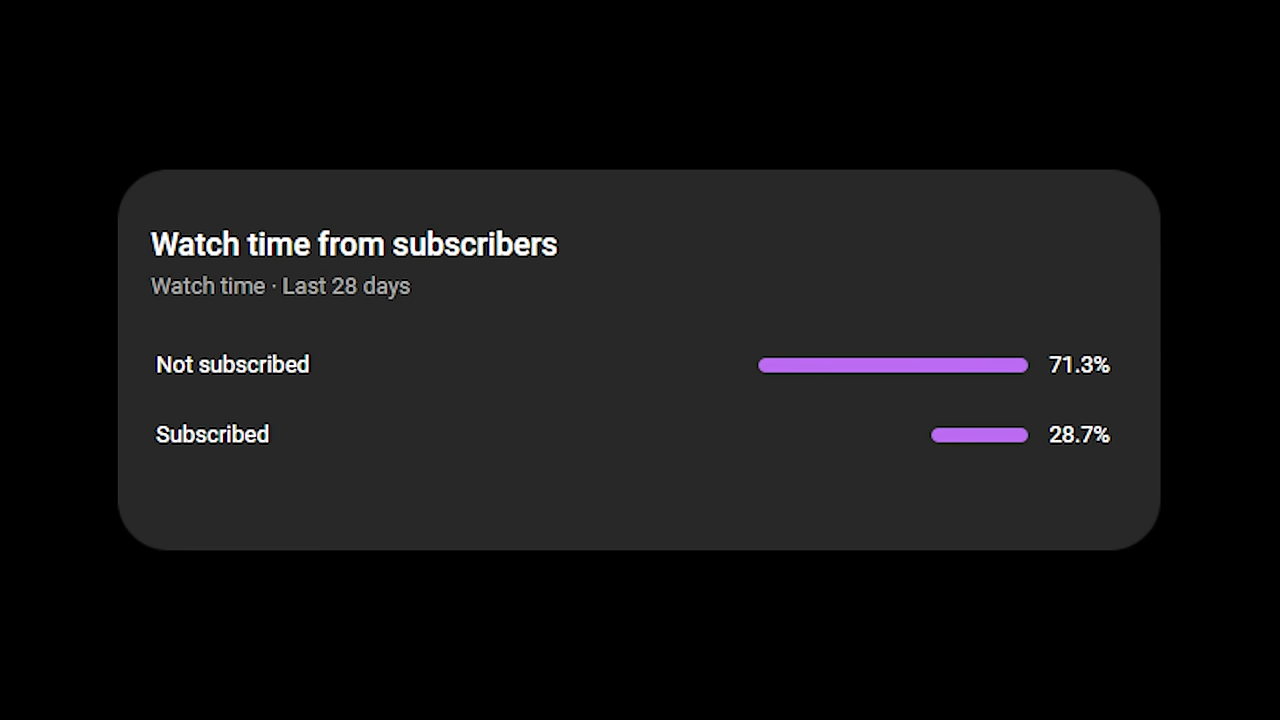 Watch time from subscribers
Watch time · Last 28 days
Not subscribed 71.3%
Subscribed 28.7%